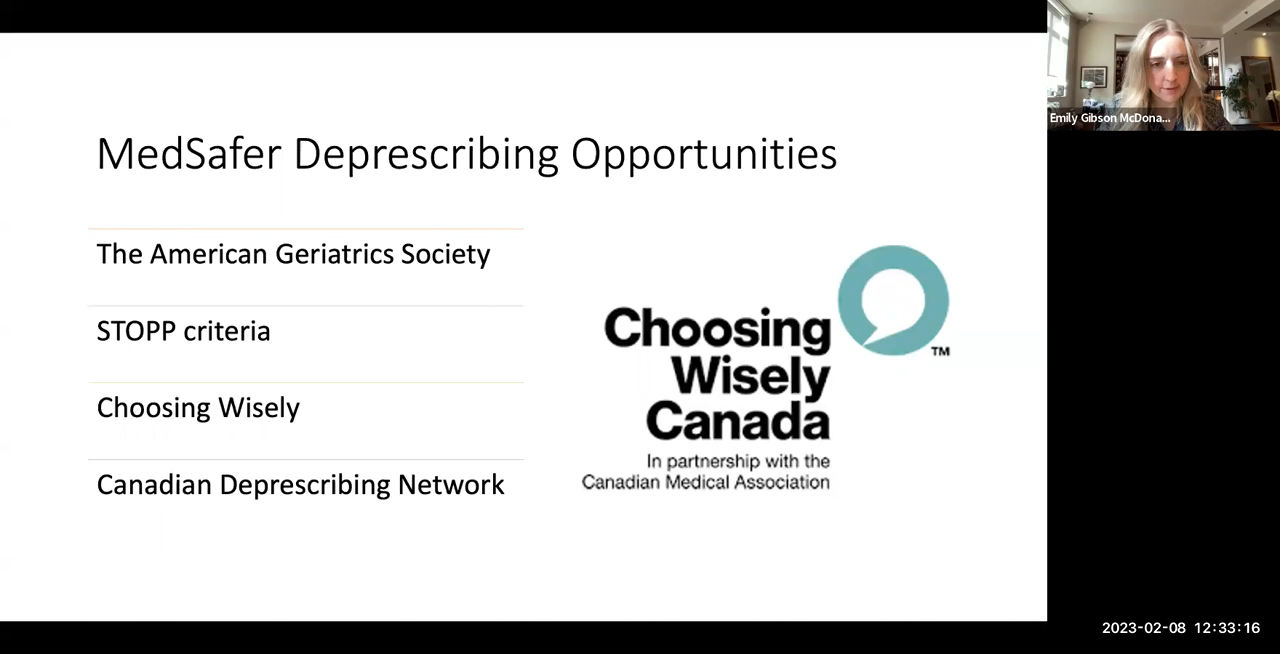 MedSafer Deprescribing Opportunities
The American Geriatrics Society
STOPP criteria
Choosing Wisely
Canadian Deprescribing Network
Choosing
Wisely
Canada
TM
In partnership with the
Canadian Medical Association
Emily Gibson McDona...
2023-02-08 12:33:16